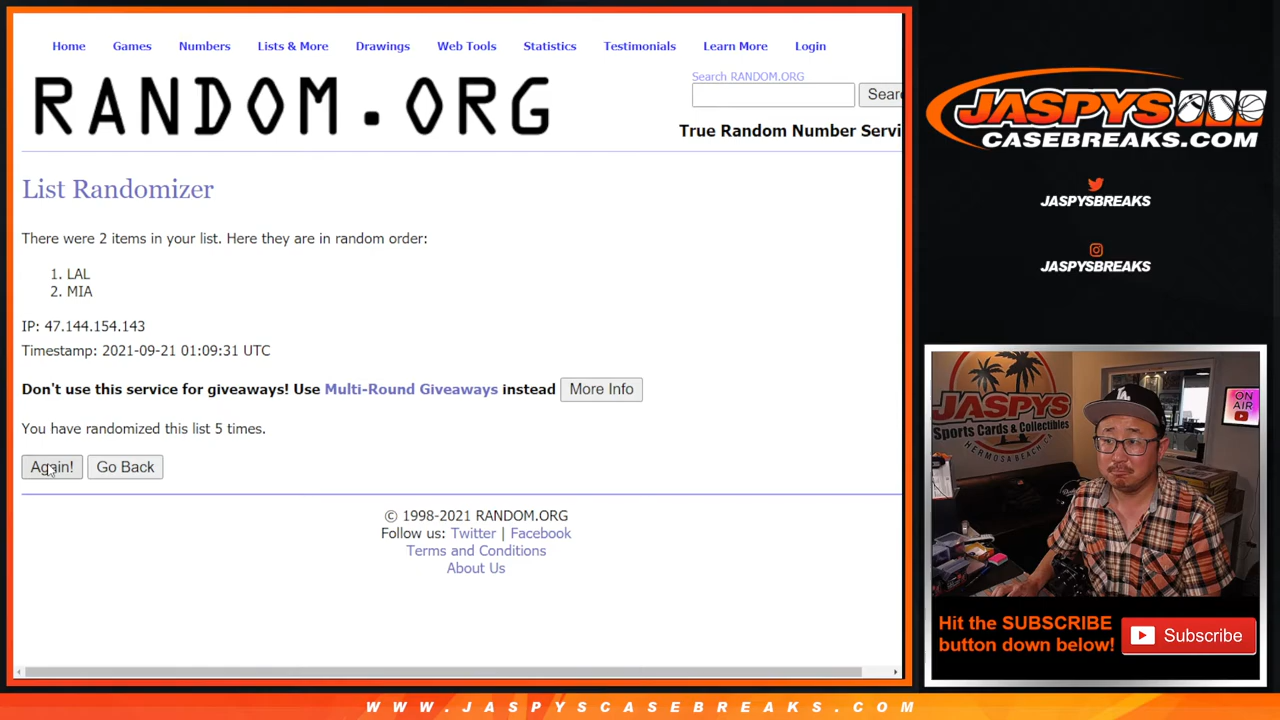 Home Games Numbers Lists & More Drawings Web Tools Statistics Testimonials Learn More Login
RANDOM.ORG
Search RANDOM.ORG
Sear
True Random Number Servi
List Randomizer
There were 2 items in your list. Here they are in random order:
1. LAL
2. MIA
IP: 47.144.154.143
Timestamp: 2021-09-21 01:09:31 UTC
Don't use this service for giveaways! Use Multi-Round Giveaways instead More Info
You have randomized this list 5 times.
Again! Go Back
© 1998-2021 RANDOM.ORG
Follow us: Twitter | Facebook
Terms and Conditions
About Us
JASPYS
CASEBREAKS.COM
JASPYSBREAKS
JASPYSBREAKS
JASPYS
Sports Cards & Collectibles
HERMOSA BEACH, CA
LA
ON AIR
Hit the SUBSCRIBE
button down below!
Subscribe
WWW.JASPYSCASEBREAKS.COM